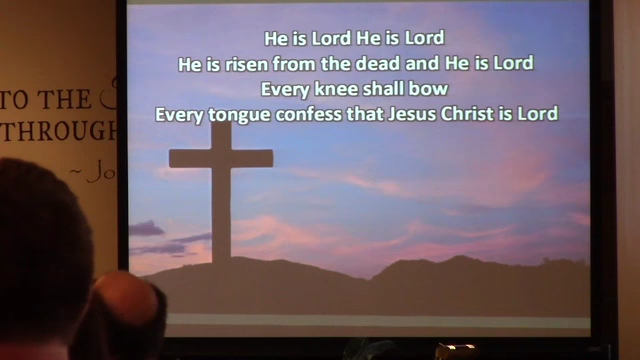 He is Lord He is Lord
He is risen from the dead and He is Lord
Every knee shall bow
Every tongue confess that Jesus Christ is Lord
TO THE
THROUGH
~ Jo